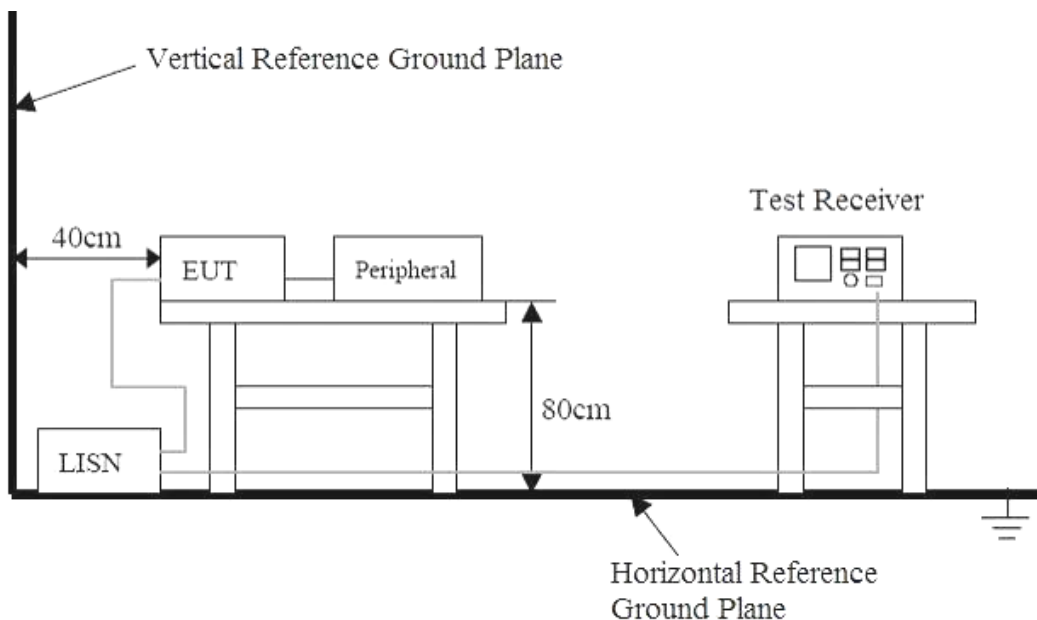 Vertical Reference Ground Plane
Test Receiver
40cm
EUT
Peripheral
80cm
LISN
Horizontal Reference
Ground Plane